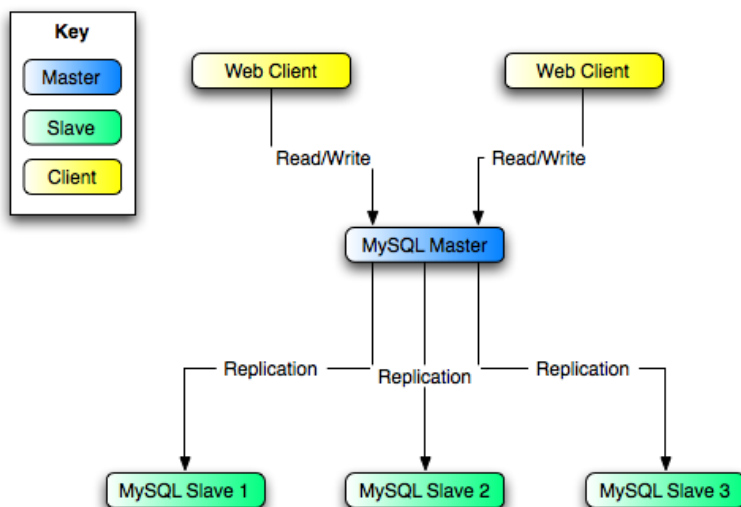 Key
Master
Slave
Client
Web Client
Web Client
Read/Write
Read/Write
MySQL Master
Replication
Replication
Replication
MySQL Slave 1
MySQL Slave 2
MySQL Slave 3